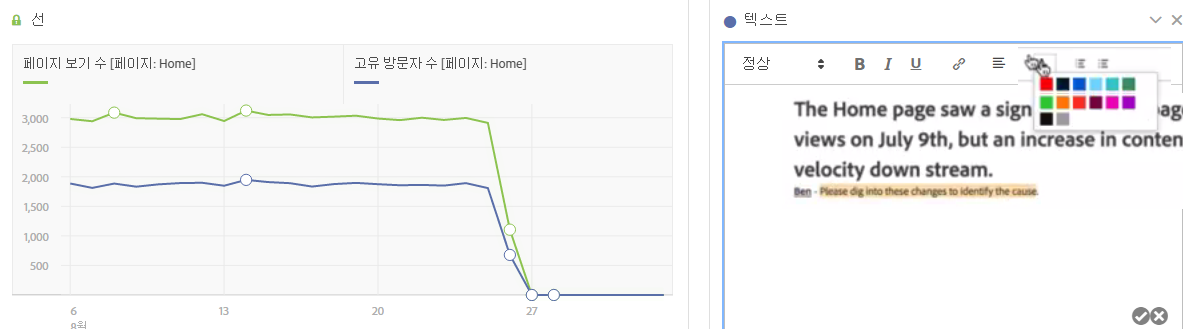 선
페이지 보기 수 [페이지: Home]
고유 방문자 수 [페이지: Home]
3,000
2,500
2,000
1,500
1,000
500
6
13
20
27
8월
텍스트
정상
B I U
The Home page saw a sign
views on July 9th, but an increase in conten
velocity down stream.
Ben - Please dig into these changes to identify the cause.